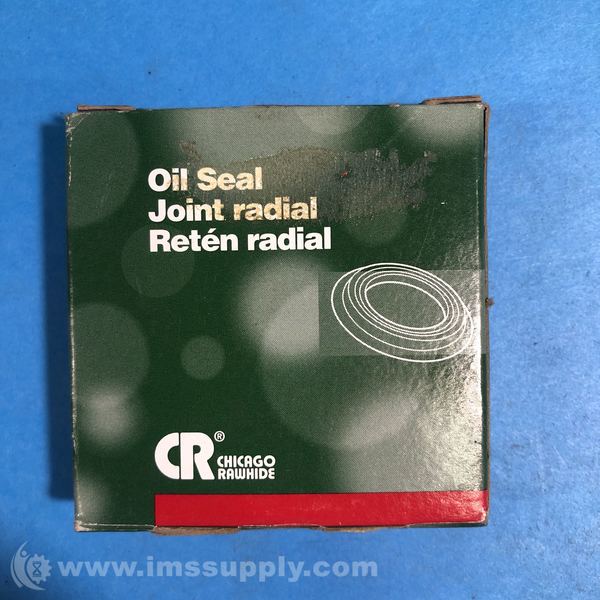 Oil Seal
Joint radial
Retén radial
CR®
CHICAGO
RAWHIDE
www.imssupply.com